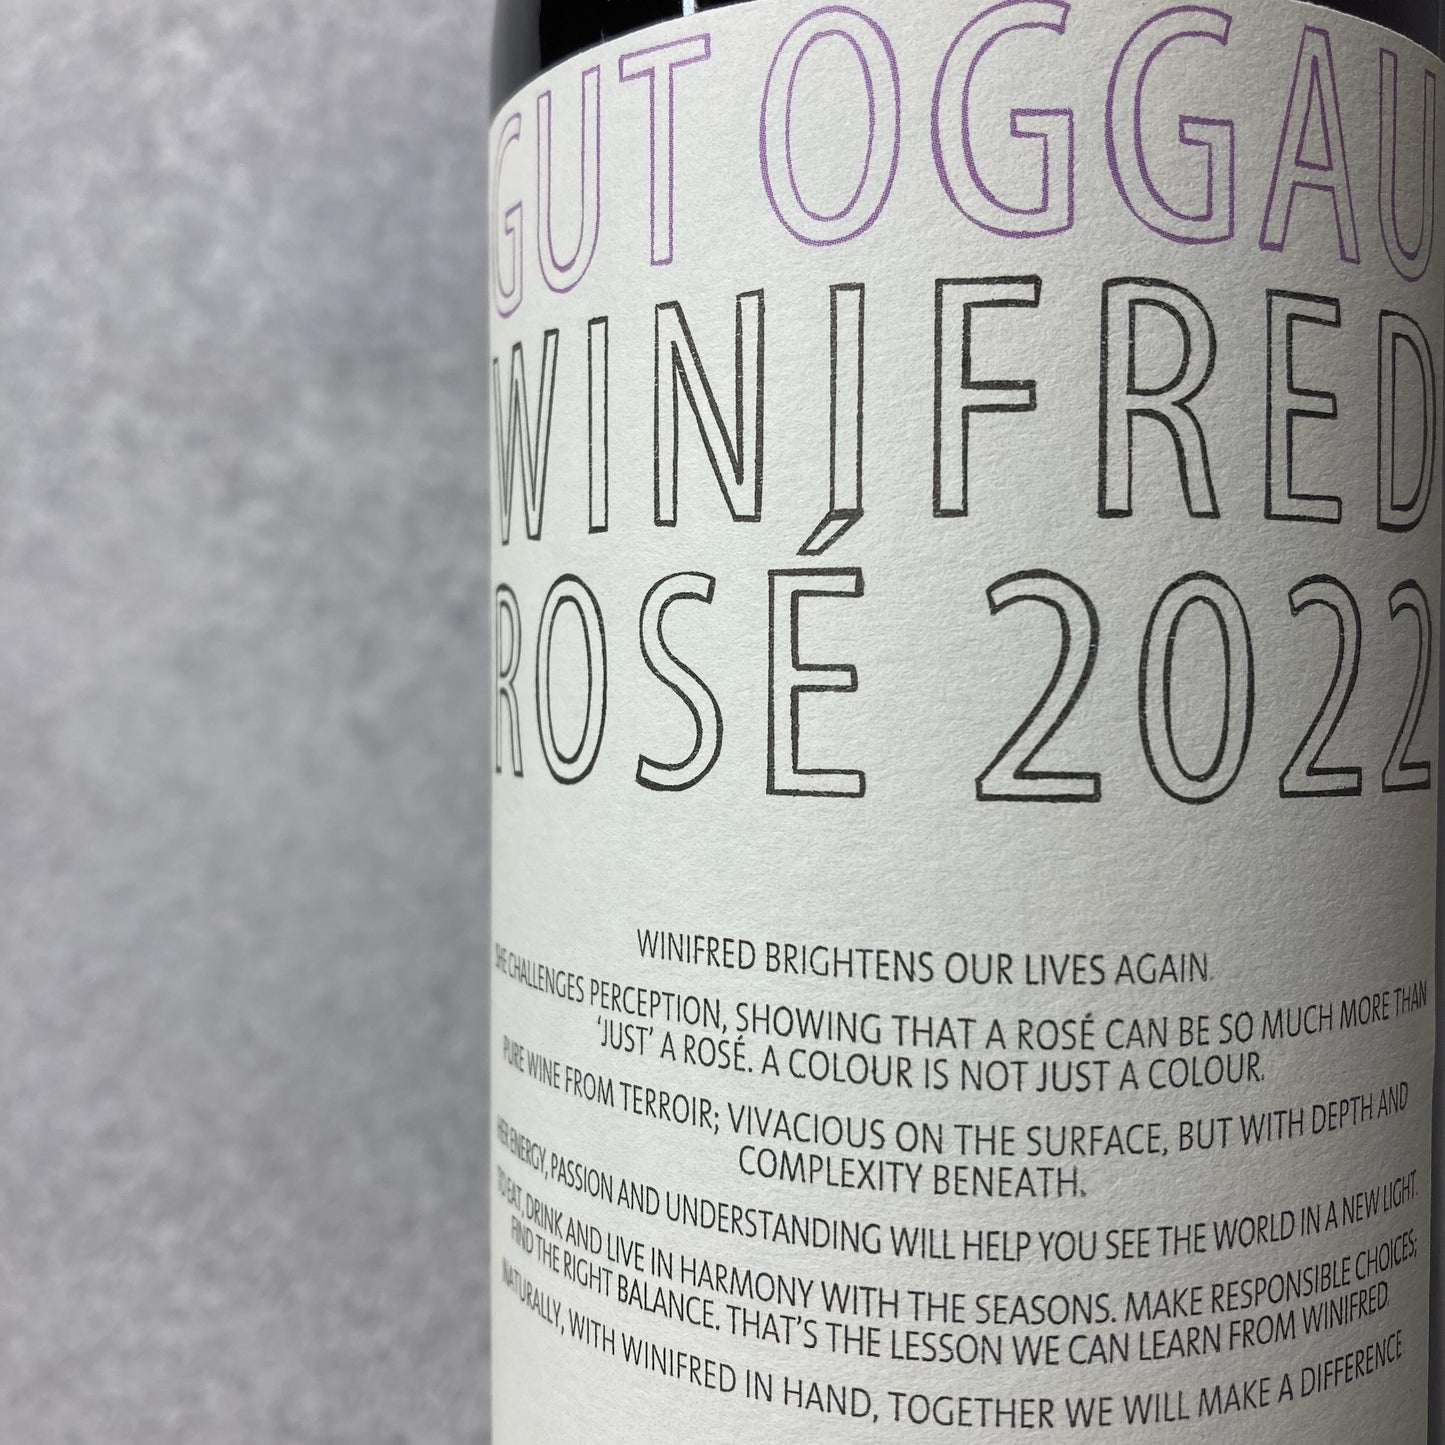 GUT OGGAU
WINIFRED
ROSÉ 2022
WINIFRED BRIGHTENS OUR LIVES AGAIN.
SHE CHALLENGES PERCEPTION, SHOWING THAT A ROSÉ CAN BE SO MUCH MORE THAN
‘JUST’ A ROSÉ. A COLOUR IS NOT JUST A COLOUR.
PURE WINE FROM TERROIR; VIVACIOUS ON THE SURFACE, BUT WITH DEPTH AND
COMPLEXITY BENEATH.
HER ENERGY, PASSION AND UNDERSTANDING WILL HELP YOU SEE THE WORLD IN A NEW LIGHT.
TO EAT, DRINK AND LIVE IN HARMONY WITH THE SEASONS. MAKE RESPONSIBLE CHOICES;
FIND THE RIGHT BALANCE. THAT’S THE LESSON WE CAN LEARN FROM WINIFRED.
NATURALLY, WITH WINIFRED IN HAND, TOGETHER WE WILL MAKE A DIFFERENCE